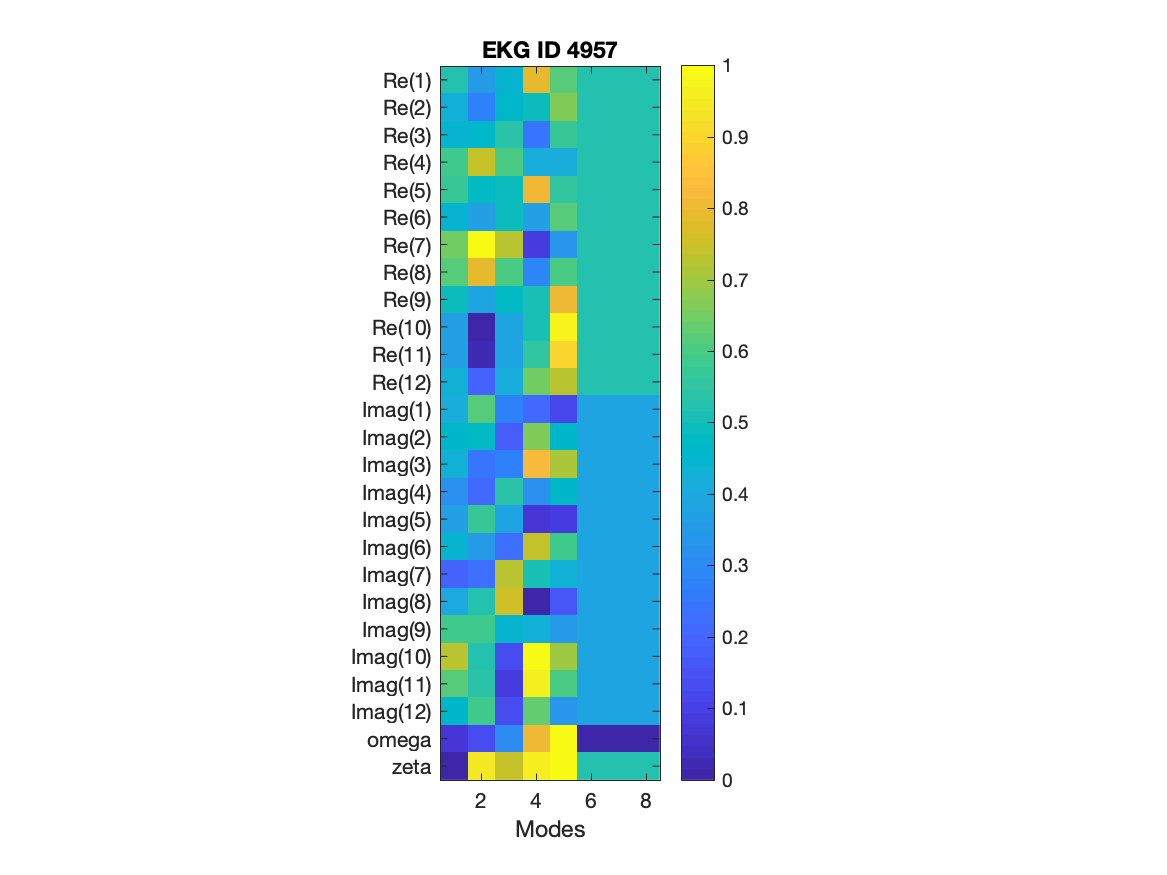 EKG ID 4957
Re(1)
Re(2)
Re(3)
Re(4)
Re(5)
Re(6)
Re(7)
Re(8)
Re(9)
Re(10)
Re(11)
Re(12)
Imag(1)
Imag(2)
Imag(3)
Imag(4)
Imag(5)
Imag(6)
Imag(7)
Imag(8)
Imag(9)
Imag(10)
Imag(11)
Imag(12)
omega
zeta
2 4 6 8
Modes
1
0.9
0.8
0.7
0.6
0.5
0.4
0.3
0.2
0.1
0